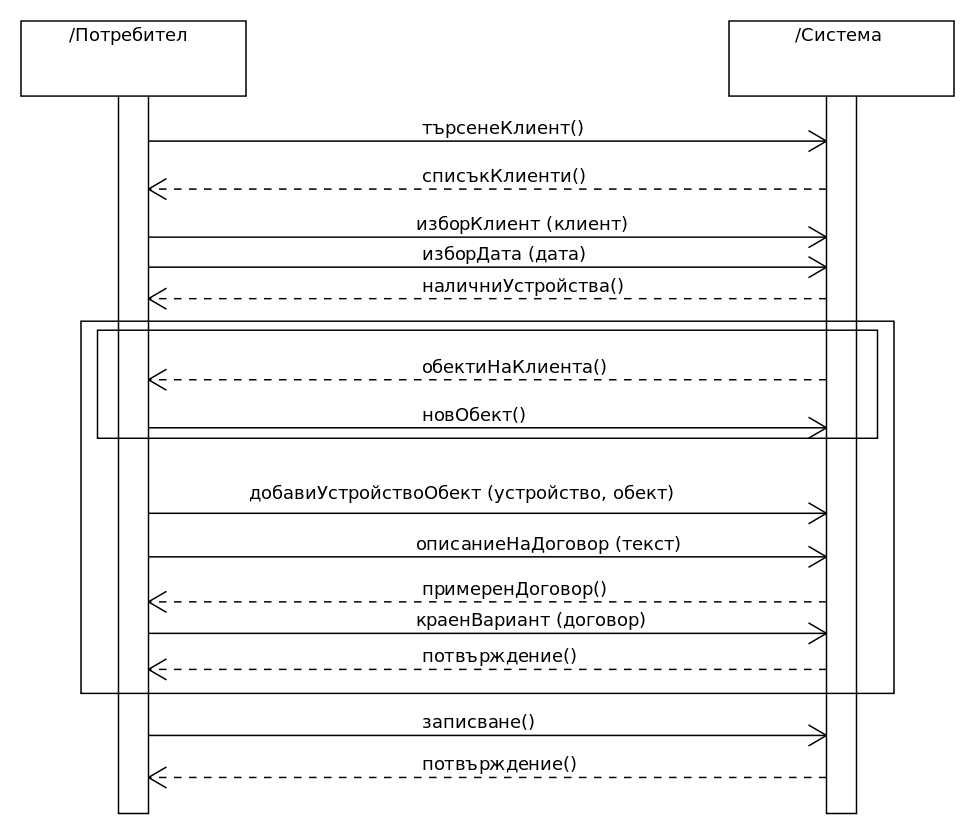 /Потребител
/Система
търсенеКлиент()
списъкКлиенти()
изборКлиент (клиент)
изборДата (дата)
наличниУстройства()
обектиНаКлиента()
новОбект()
добавиУстройствоОбект (устройство, обект)
описаниеНаДоговор (текст)
примеренДоговор()
краенВариант (договор)
потвърждение()
записване()
потвърждение()